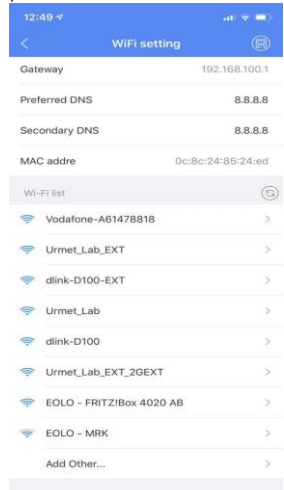 12:49
WiFi setting
Gateway 192.168.100.1
Preferred DNS 8.8.8.8
Secondary DNS 8.8.8.8
MAC addre 0c:8c:24:85:24:ed
Wi-Fi list
Vodafone-A61478818
Urmet_Lab_EXT
dlink-D100-EXT
Urmet_Lab
dlink-D100
Urmet_Lab_EXT_2GEXT
EOLO - FRITZ!Box 4020 AB
EOLO - MRK
Add Other...